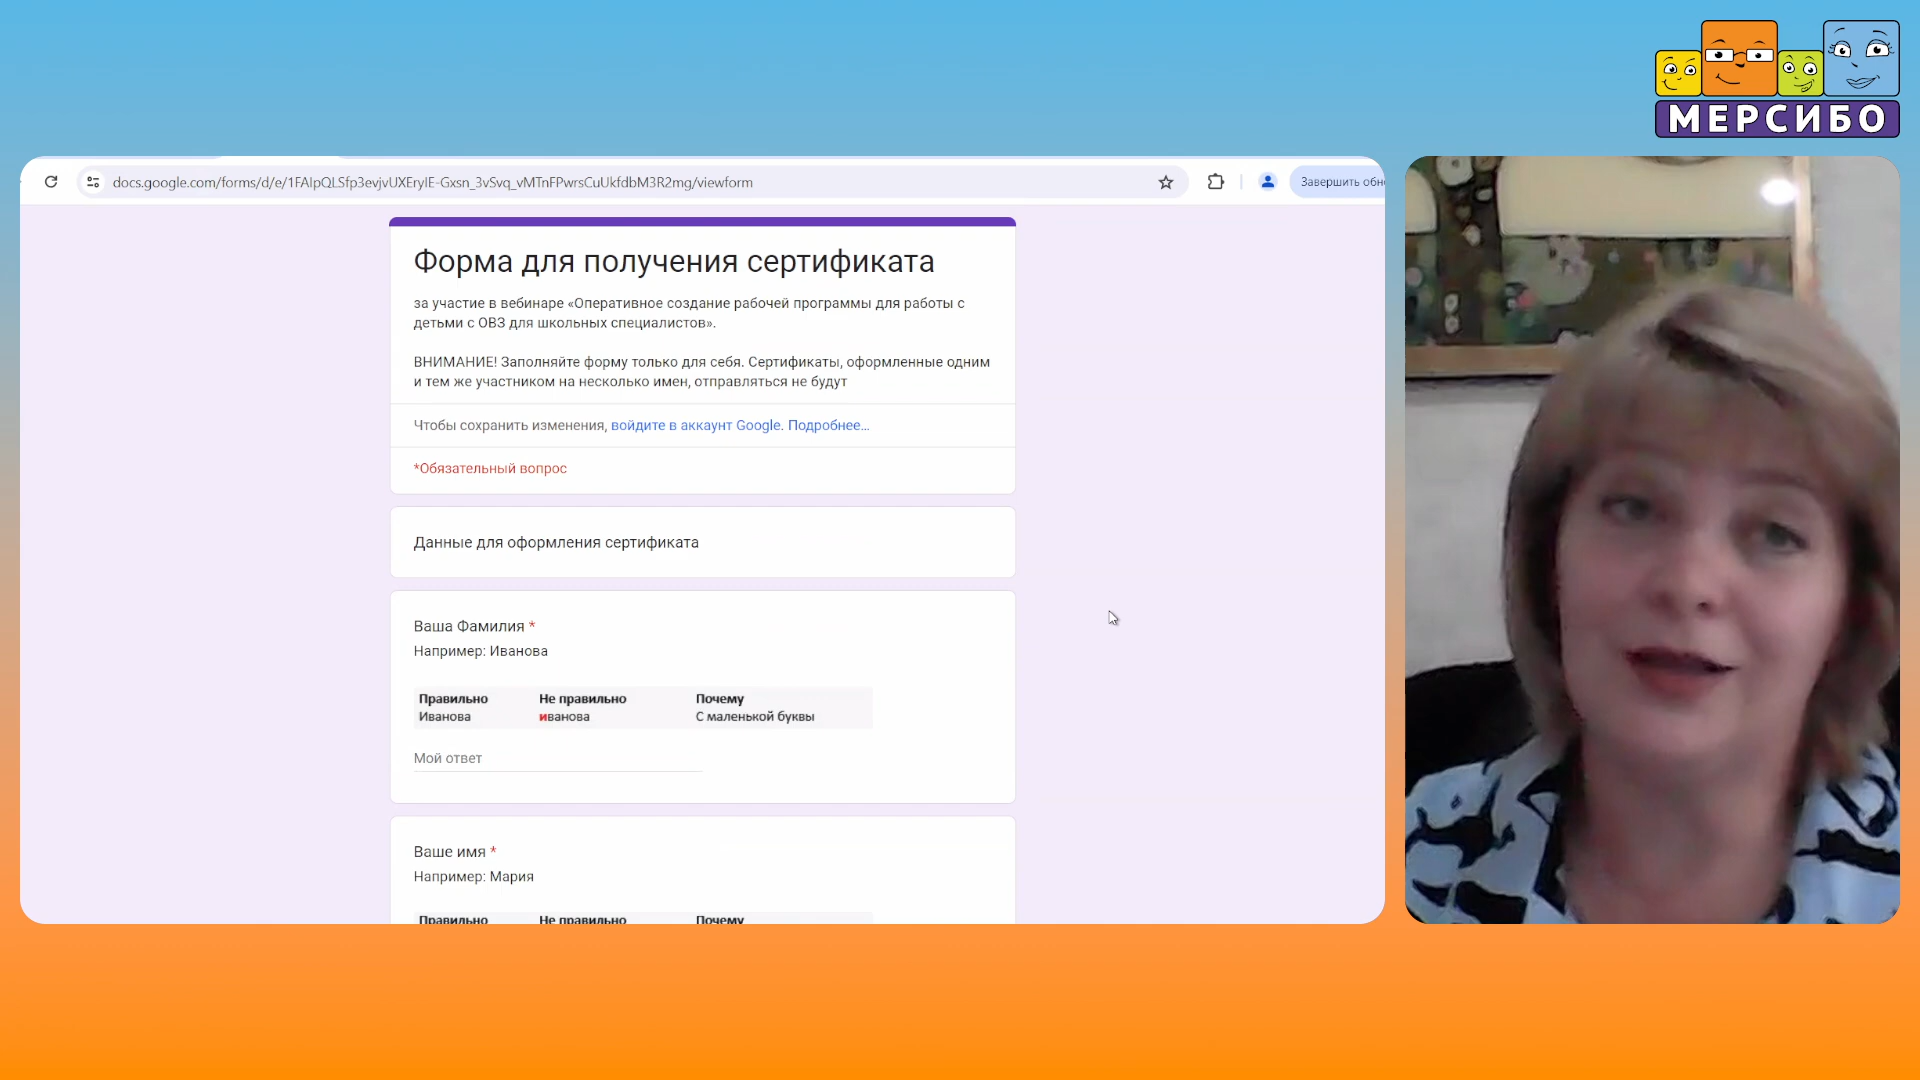 МЕРСИБО
docs.google.com/forms/d/e/1FAIpQLSfp3evjvUXEryIE-Gxsn_3vSvq_vMTnFPwrsCuUkfdbM3R2mg/viewform
Завершить обн
Форма для получения сертификата
за участие в вебинаре «Оперативное создание рабочей программы для работы с
детьми с ОВЗ для школьных специалистов».
ВНИМАНИЕ! Заполняйте форму только для себя. Сертификаты, оформленные одним
и тем же участником на несколько имен, отправляться не будут
Чтобы сохранить изменения, войдите в аккаунт Google. Подробнее...
*Обязательный вопрос
Данные для оформления сертификата
Ваша Фамилия *
Например: Иванова
Правильно Не правильно Почему
Иванова иванова С маленькой буквы
Мой ответ
Ваше имя *
Например: Мария
Правильно Не правильно Почему